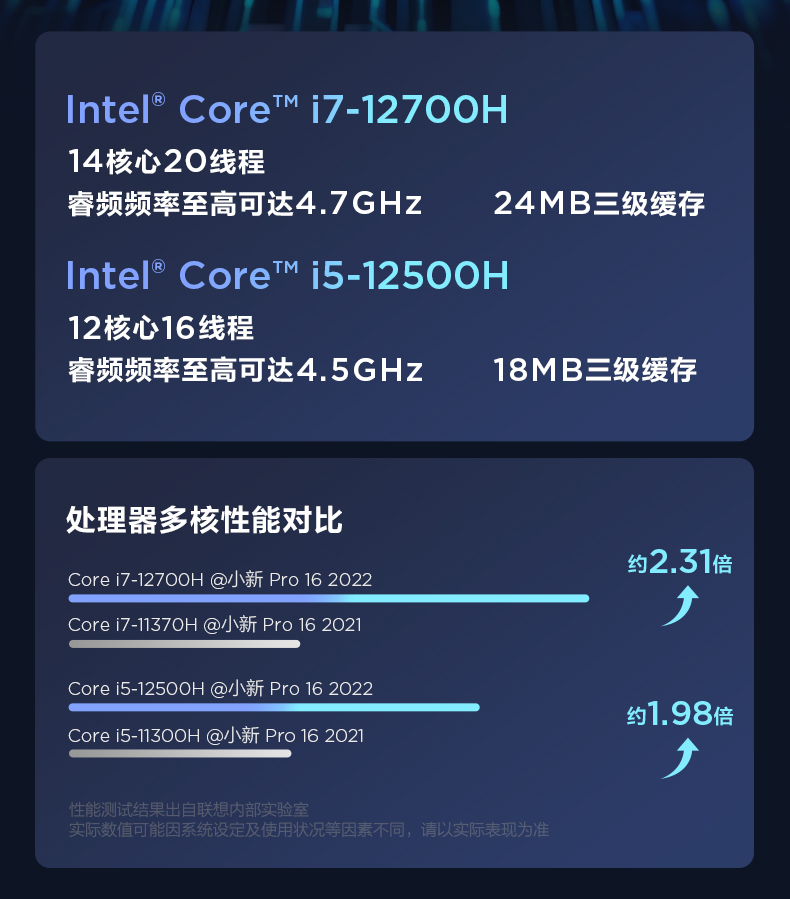 Intel® Core™ i7-12700H
14核心20线程
睿频频率至高可达4.7GHz 24MB三级缓存
Intel® Core™ i5-12500H
12核心16线程
睿频频率至高可达4.5GHz 18MB三级缓存
处理器多核性能对比
Core i7-12700H @小新 Pro 16 2022
约2.31倍
Core i7-11370H @小新 Pro 16 2021
Core i5-12500H @小新 Pro 16 2022
约1.98倍
Core i5-11300H @小新 Pro 16 2021
性能测试结果出自联想内部实验室
实际数值可能因系统设定及使用状况等因素不同，请以实际表现为准